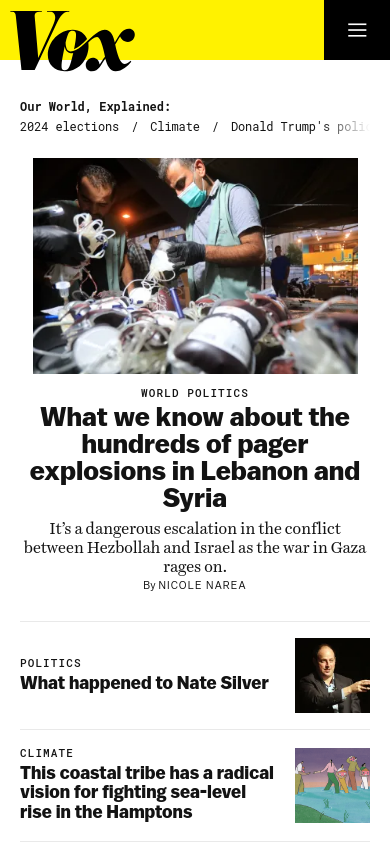 Vox
Our World, Explained:
2024 elections / Climate / Donald Trump's
WORLD POLITICS
What we know about the
hundreds of pager
explosions in Lebanon and
Syria
It’s a dangerous escalation in the conflict
between Hezbollah and Israel as the war in Gaza
rages on.
By NICOLE NAREA
POLITICS
What happened to Nate Silver
CLIMATE
This coastal tribe has a radical
vision for fighting sea-level
rise in the Hamptons